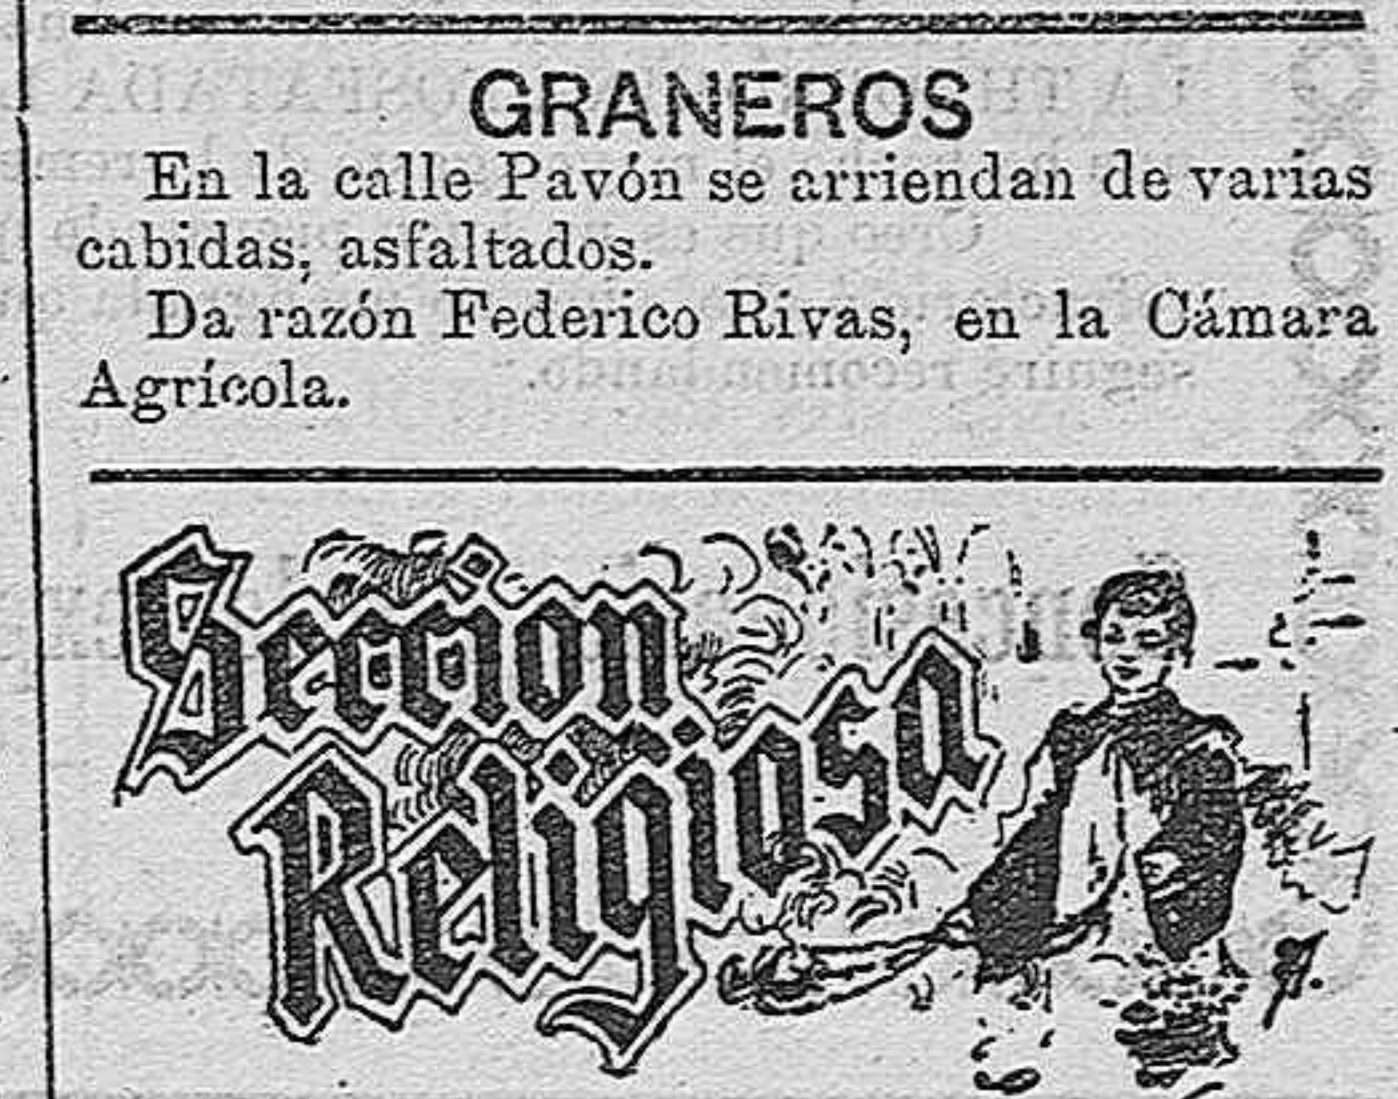 GRANEROS
En la calle Pavón se arriendan de varias
cabidas, asfaltados.
Da razón Federico Rivas, en la Cámara
Agrícola.
Seccion
Religiosa